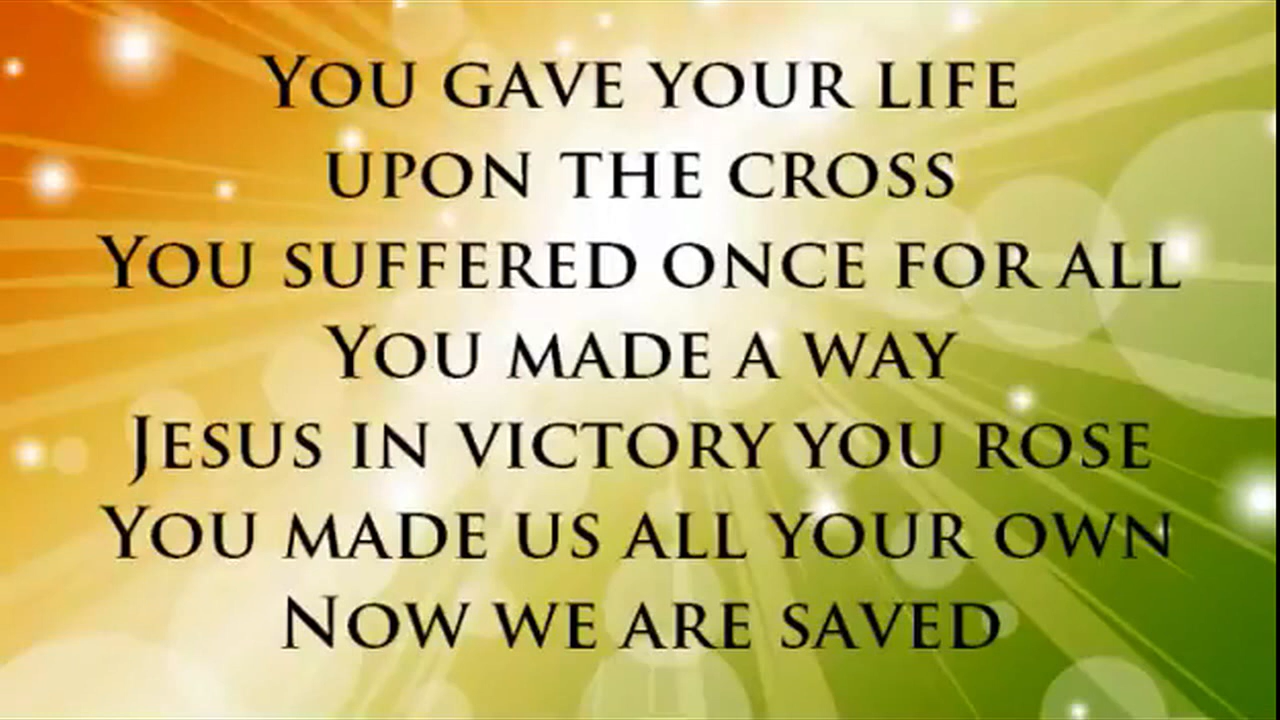 You gave your life
upon the cross
You suffered once for all
You made a way
Jesus in victory you rose
You made us all your own
Now we are saved